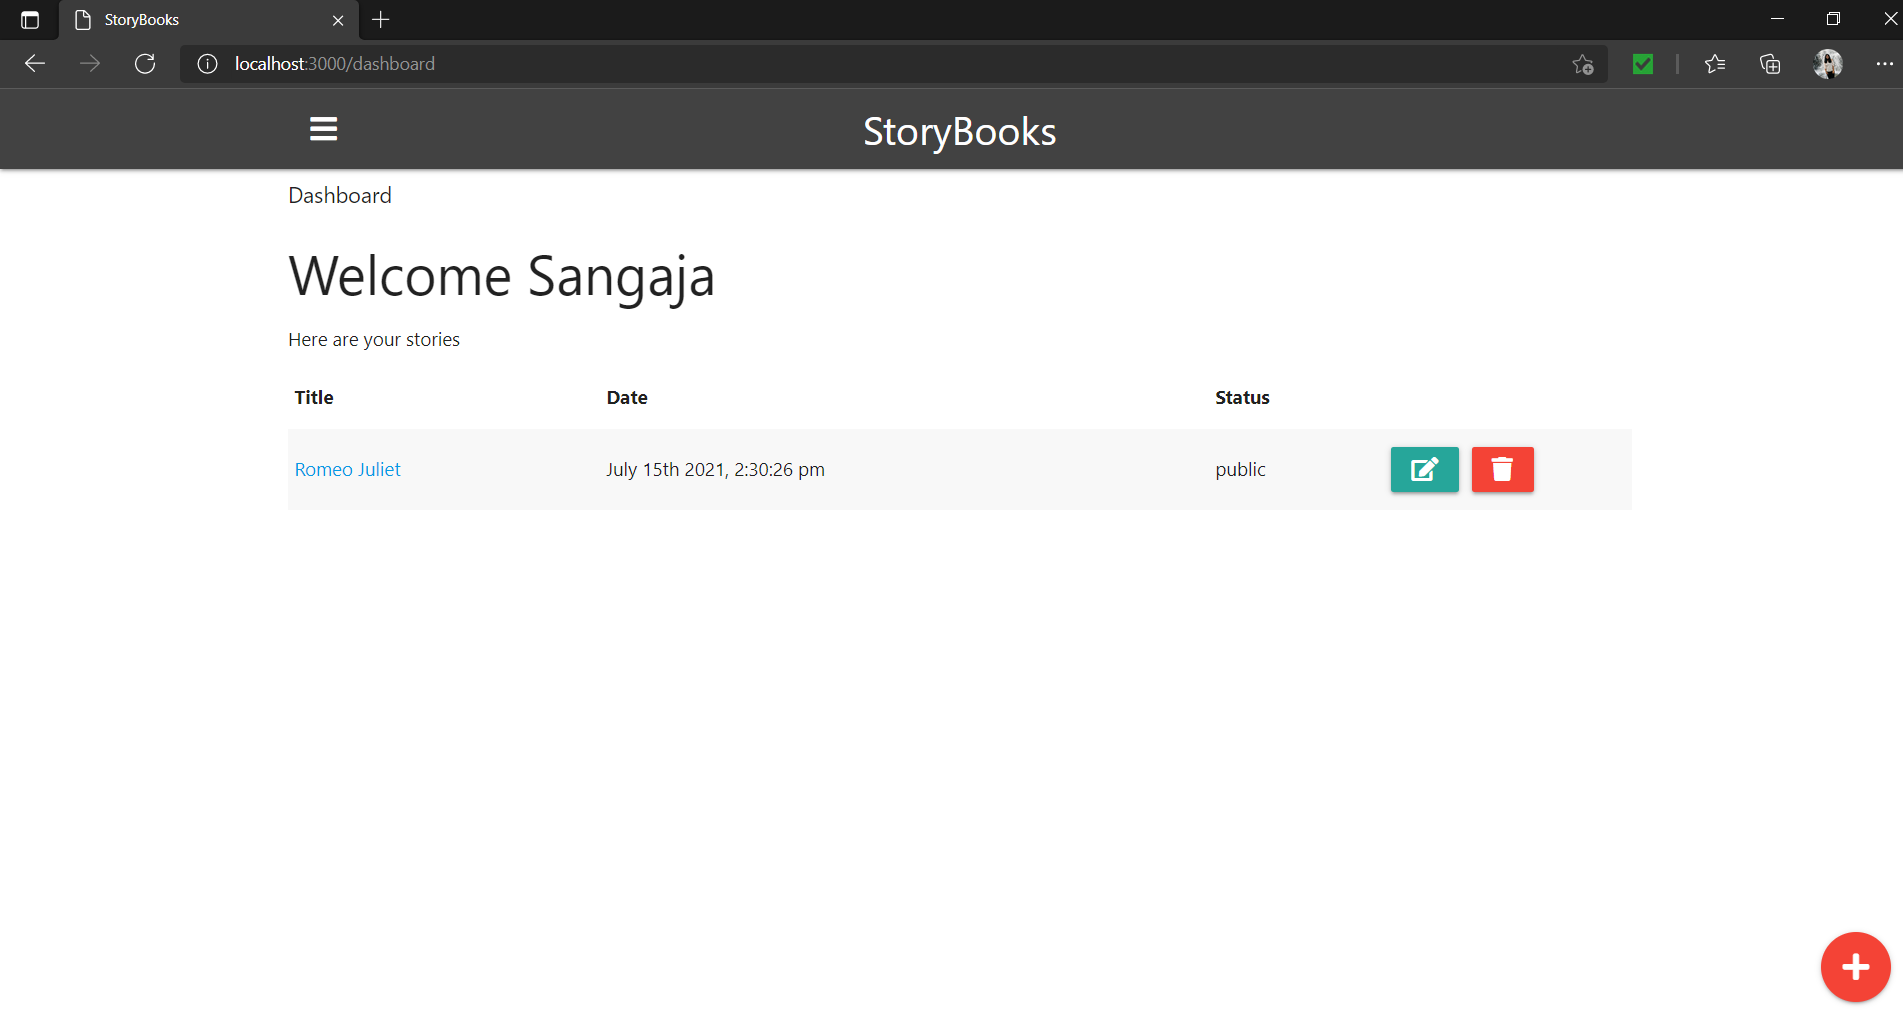 StoryBooks
localhost:3000/dashboard
StoryBooks
Dashboard
Welcome Sangaja
Here are your stories
Title Date Status
Romeo Juliet July 15th 2021, 2:30:26 pm public